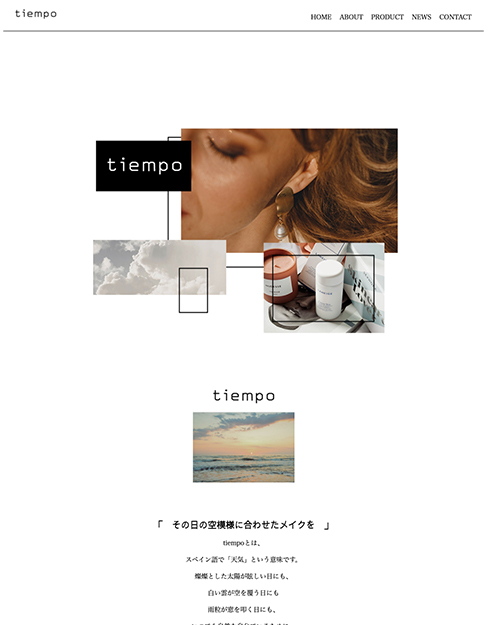 tiempo
HOME ABOUT PRODUCT NEWS CONTACT
tiempo
tiempo
「　その日の空模様に合わせたメイクを　」
tiempoとは、
スペイン語で「天気」という意味です。
燦燦とした太陽が眩しい日にも、
白い雲が空を覆う日にも
雨粒が窓を叩く日にも、